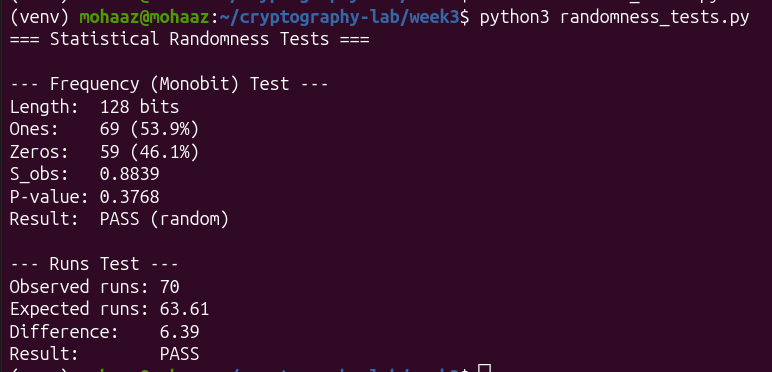 (venv) mohaaz@mohaaz:~/cryptography-lab/week3$ python3 randomness_tests.py
=== Statistical Randomness Tests ===
--- Frequency (Monobit) Test ---
Length:  128 bits
Ones:    69 (53.9%)
Zeros:   59 (46.1%)
S_obs:   0.8839
P-value: 0.3768
Result:  PASS (random)
--- Runs Test ---
Observed runs: 70
Expected runs: 63.61
Difference:    6.39
Result:        PASS